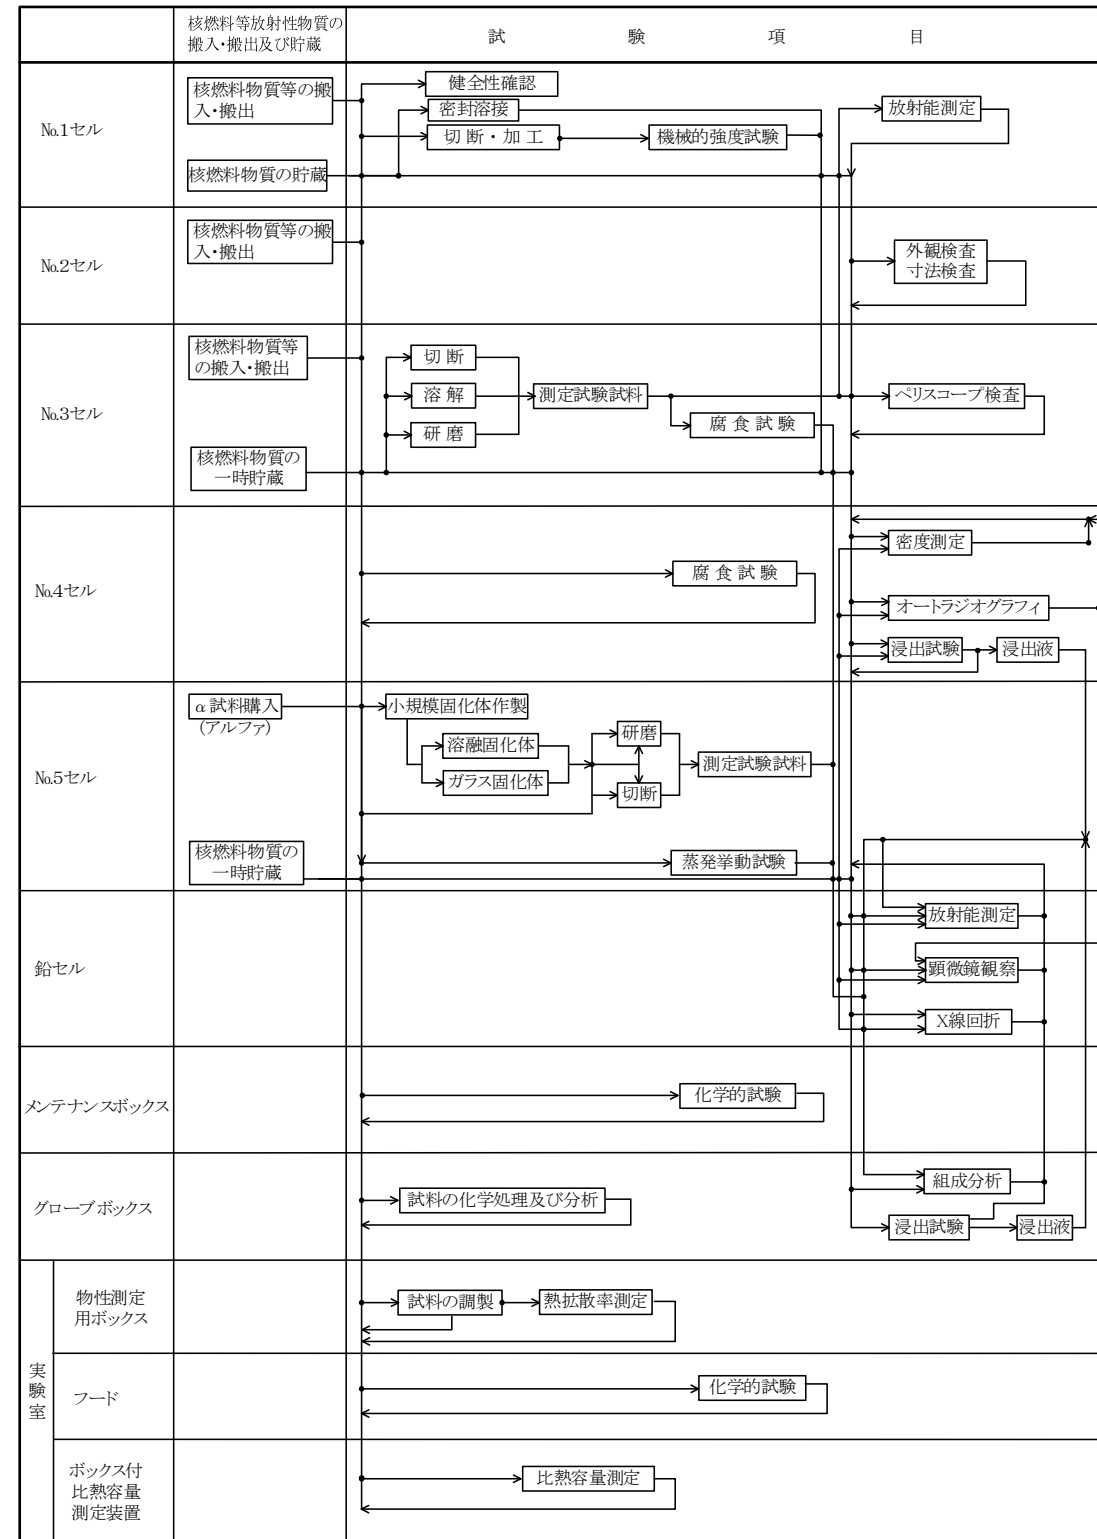 核燃料等放射性物質の
搬入・搬出及び貯蔵
試験項目
№1セル
核燃料物質等の搬
入・搬出
核燃料物質の貯蔵
健全性確認
密封溶接
切断・加工
機械的強度試験
放射能測定
№2セル
核燃料物質等の搬
入・搬出
外観検査
寸法検査
№3セル
核燃料物質等
の搬入・搬出
核燃料物質の
一時貯蔵
切断
溶解
研磨
測定試験試料
腐食試験
ペリスコープ検査
№4セル
腐食試験
密度測定
オートラジオグラフィ
浸出試験
浸出液
№5セル
α試料購入
(アルファ)
核燃料物質の
一時貯蔵
小規模固化体作製
溶融固化体
ガラス固化体
研磨
切断
測定試験試料
蒸発挙動試験
鉛セル
放射能測定
顕微鏡観察
X線回折
メンテナンスボックス
化学的試験
グローブボックス
試料の化学処理及び分析
組成分析
浸出試験
浸出液
実験室
物性測定
用ボックス
試料の調製
熱拡散率測定
フード
化学的試験
ボックス付
比熱容量
測定装置
比熱容量測定